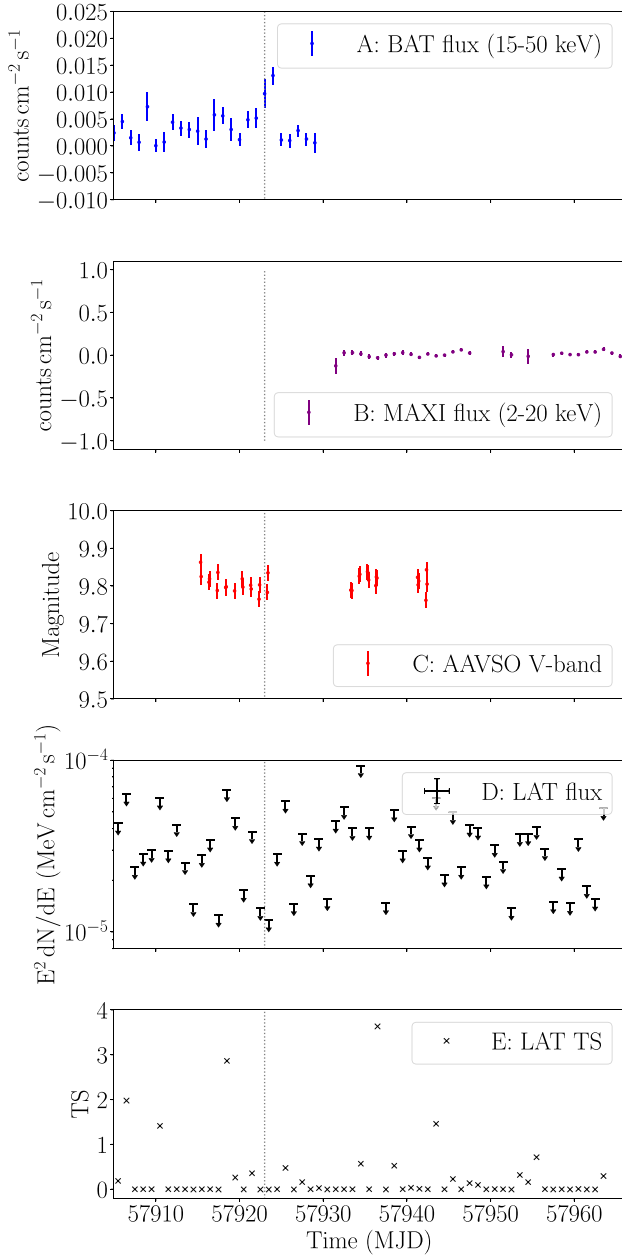 0.025
0.020
0.015
0.010
0.005
0.000
−0.005
−0.010
counts cm⁻² s⁻¹
A: BAT flux (15-50 keV)
1.0
0.5
0.0
−0.5
−1.0
counts cm⁻² s⁻¹
B: MAXI flux (2-20 keV)
10.0
9.9
9.8
9.7
9.6
9.5
Magnitude
C: AAVSO V-band
10⁻⁴
10⁻⁵
E² dN/dE (MeV cm⁻² s⁻¹)
D: LAT flux
4
3
2
1
0
TS
E: LAT TS
57910 57920 57930 57940 57950 57960
Time (MJD)